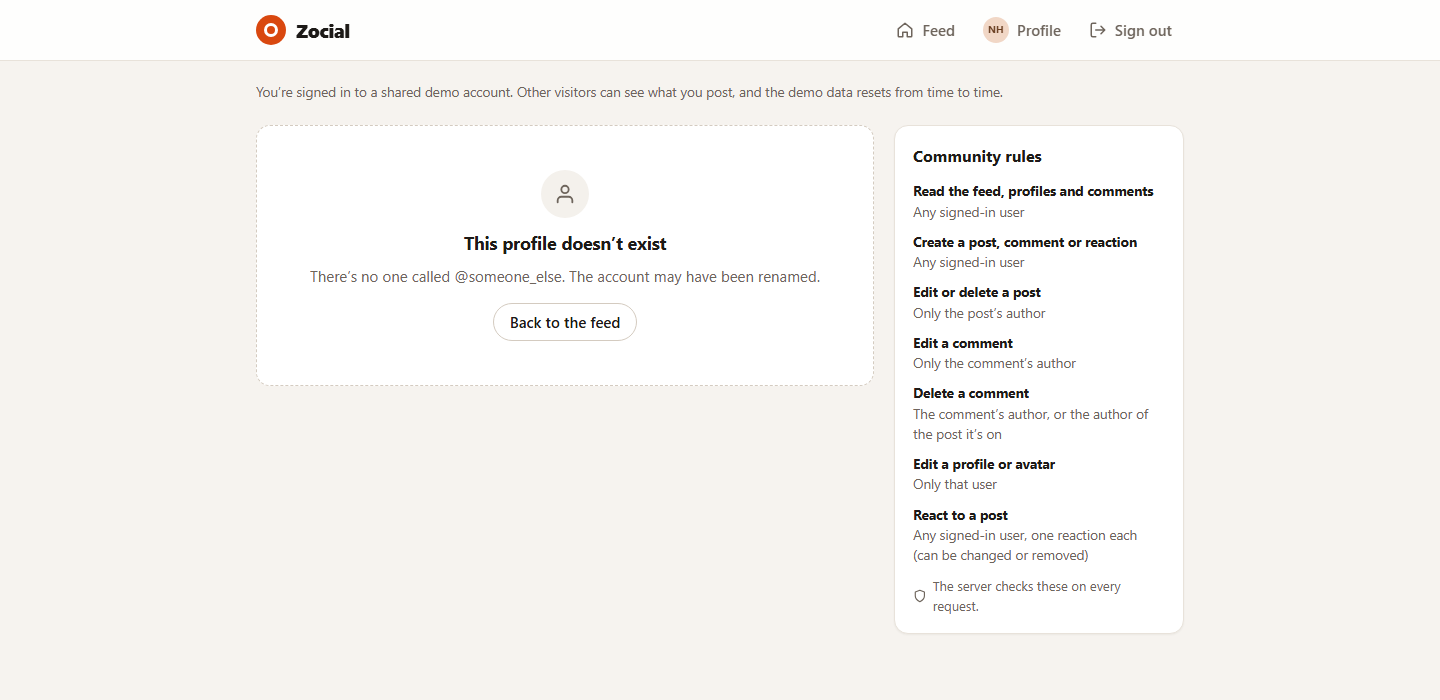 Zocial
Feed
NH
Profile
Sign out
You’re signed in to a shared demo account. Other visitors can see what you post, and the demo data resets from time to time.
This profile doesn’t exist
There’s no one called @someone_else. The account may have been renamed.
Back to the feed
Community rules
Read the feed, profiles and comments
Any signed-in user
Create a post, comment or reaction
Any signed-in user
Edit or delete a post
Only the post’s author
Edit a comment
Only the comment’s author
Delete a comment
The comment’s author, or the author of
the post it’s on
Edit a profile or avatar
Only that user
React to a post
Any signed-in user, one reaction each
(can be changed or removed)
The server checks these on every
request.